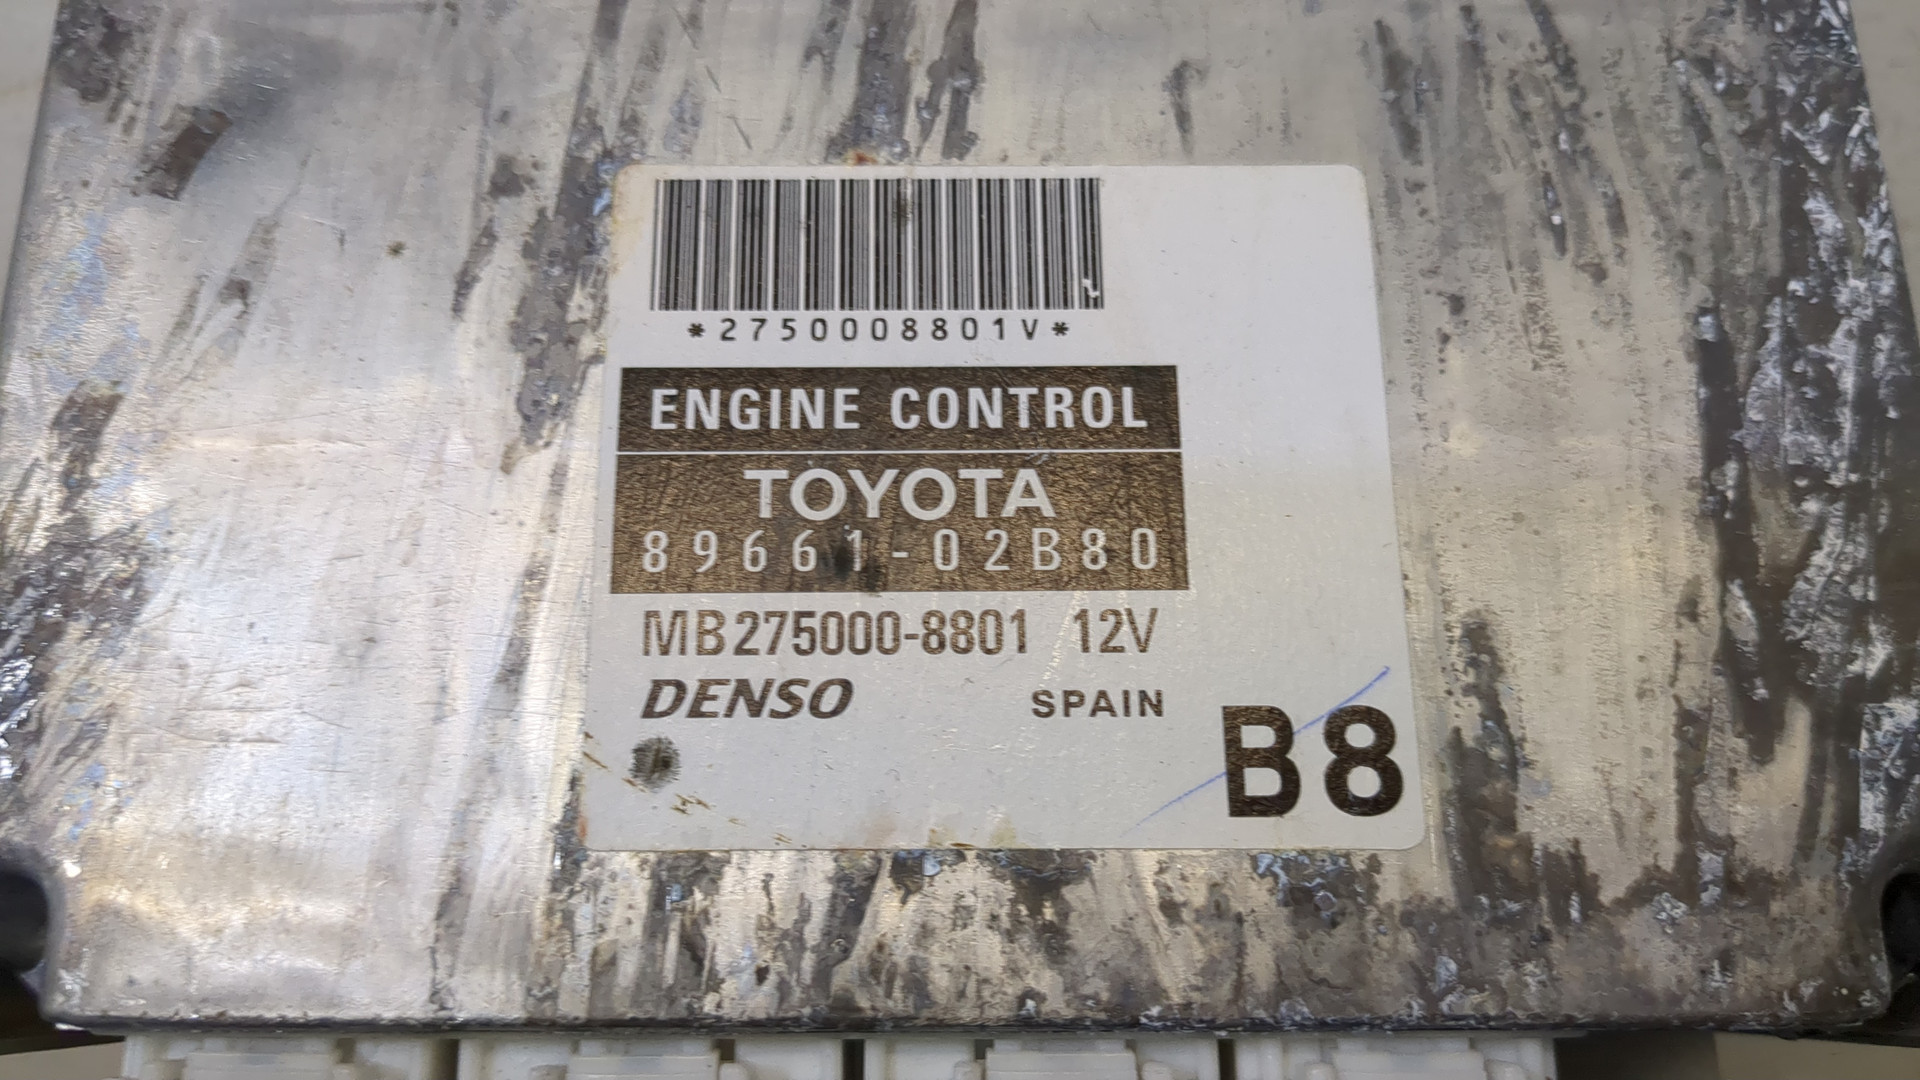 *2750008801V*
ENGINE CONTROL
TOYOTA
89661-02B80
MB275000-8801 12V
DENSO SPAIN
B8